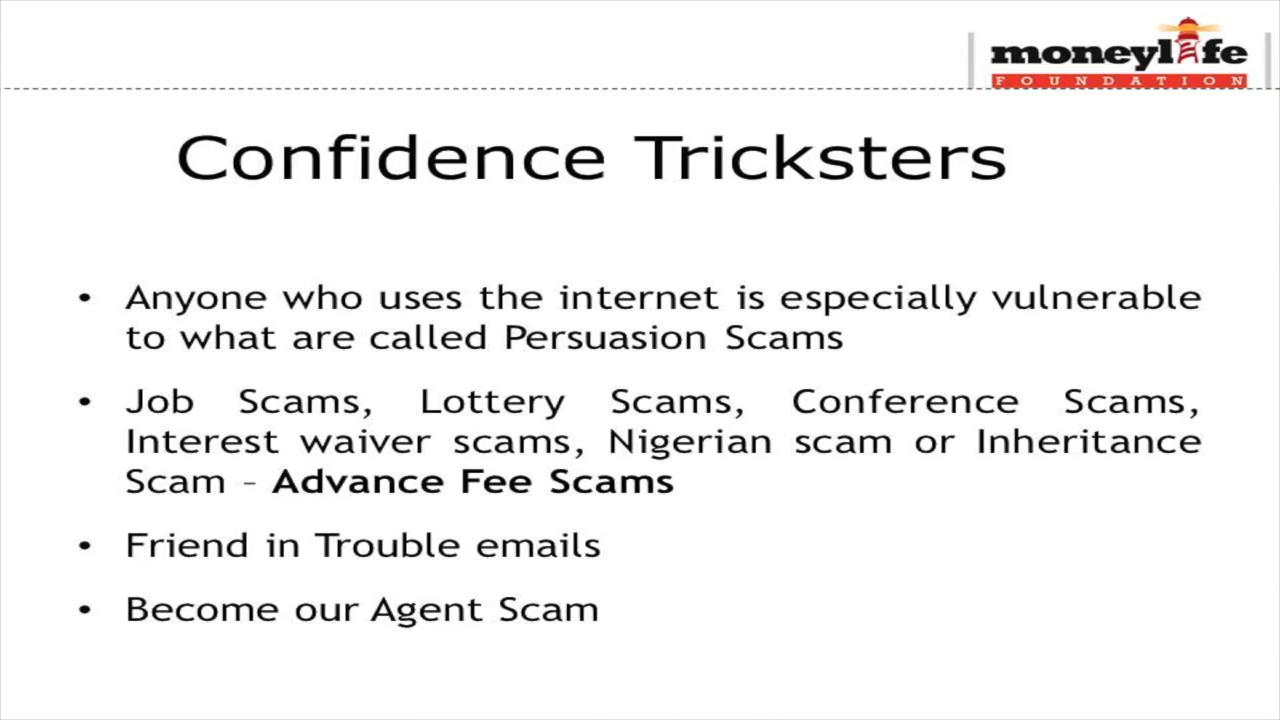 moneylife
FOUNDATION
Confidence Tricksters
• Anyone who uses the internet is especially vulnerable
to what are called Persuasion Scams
• Job Scams, Lottery Scams, Conference Scams,
Interest waiver scams, Nigerian scam or Inheritance
Scam – Advance Fee Scams
• Friend in Trouble emails
• Become our Agent Scam